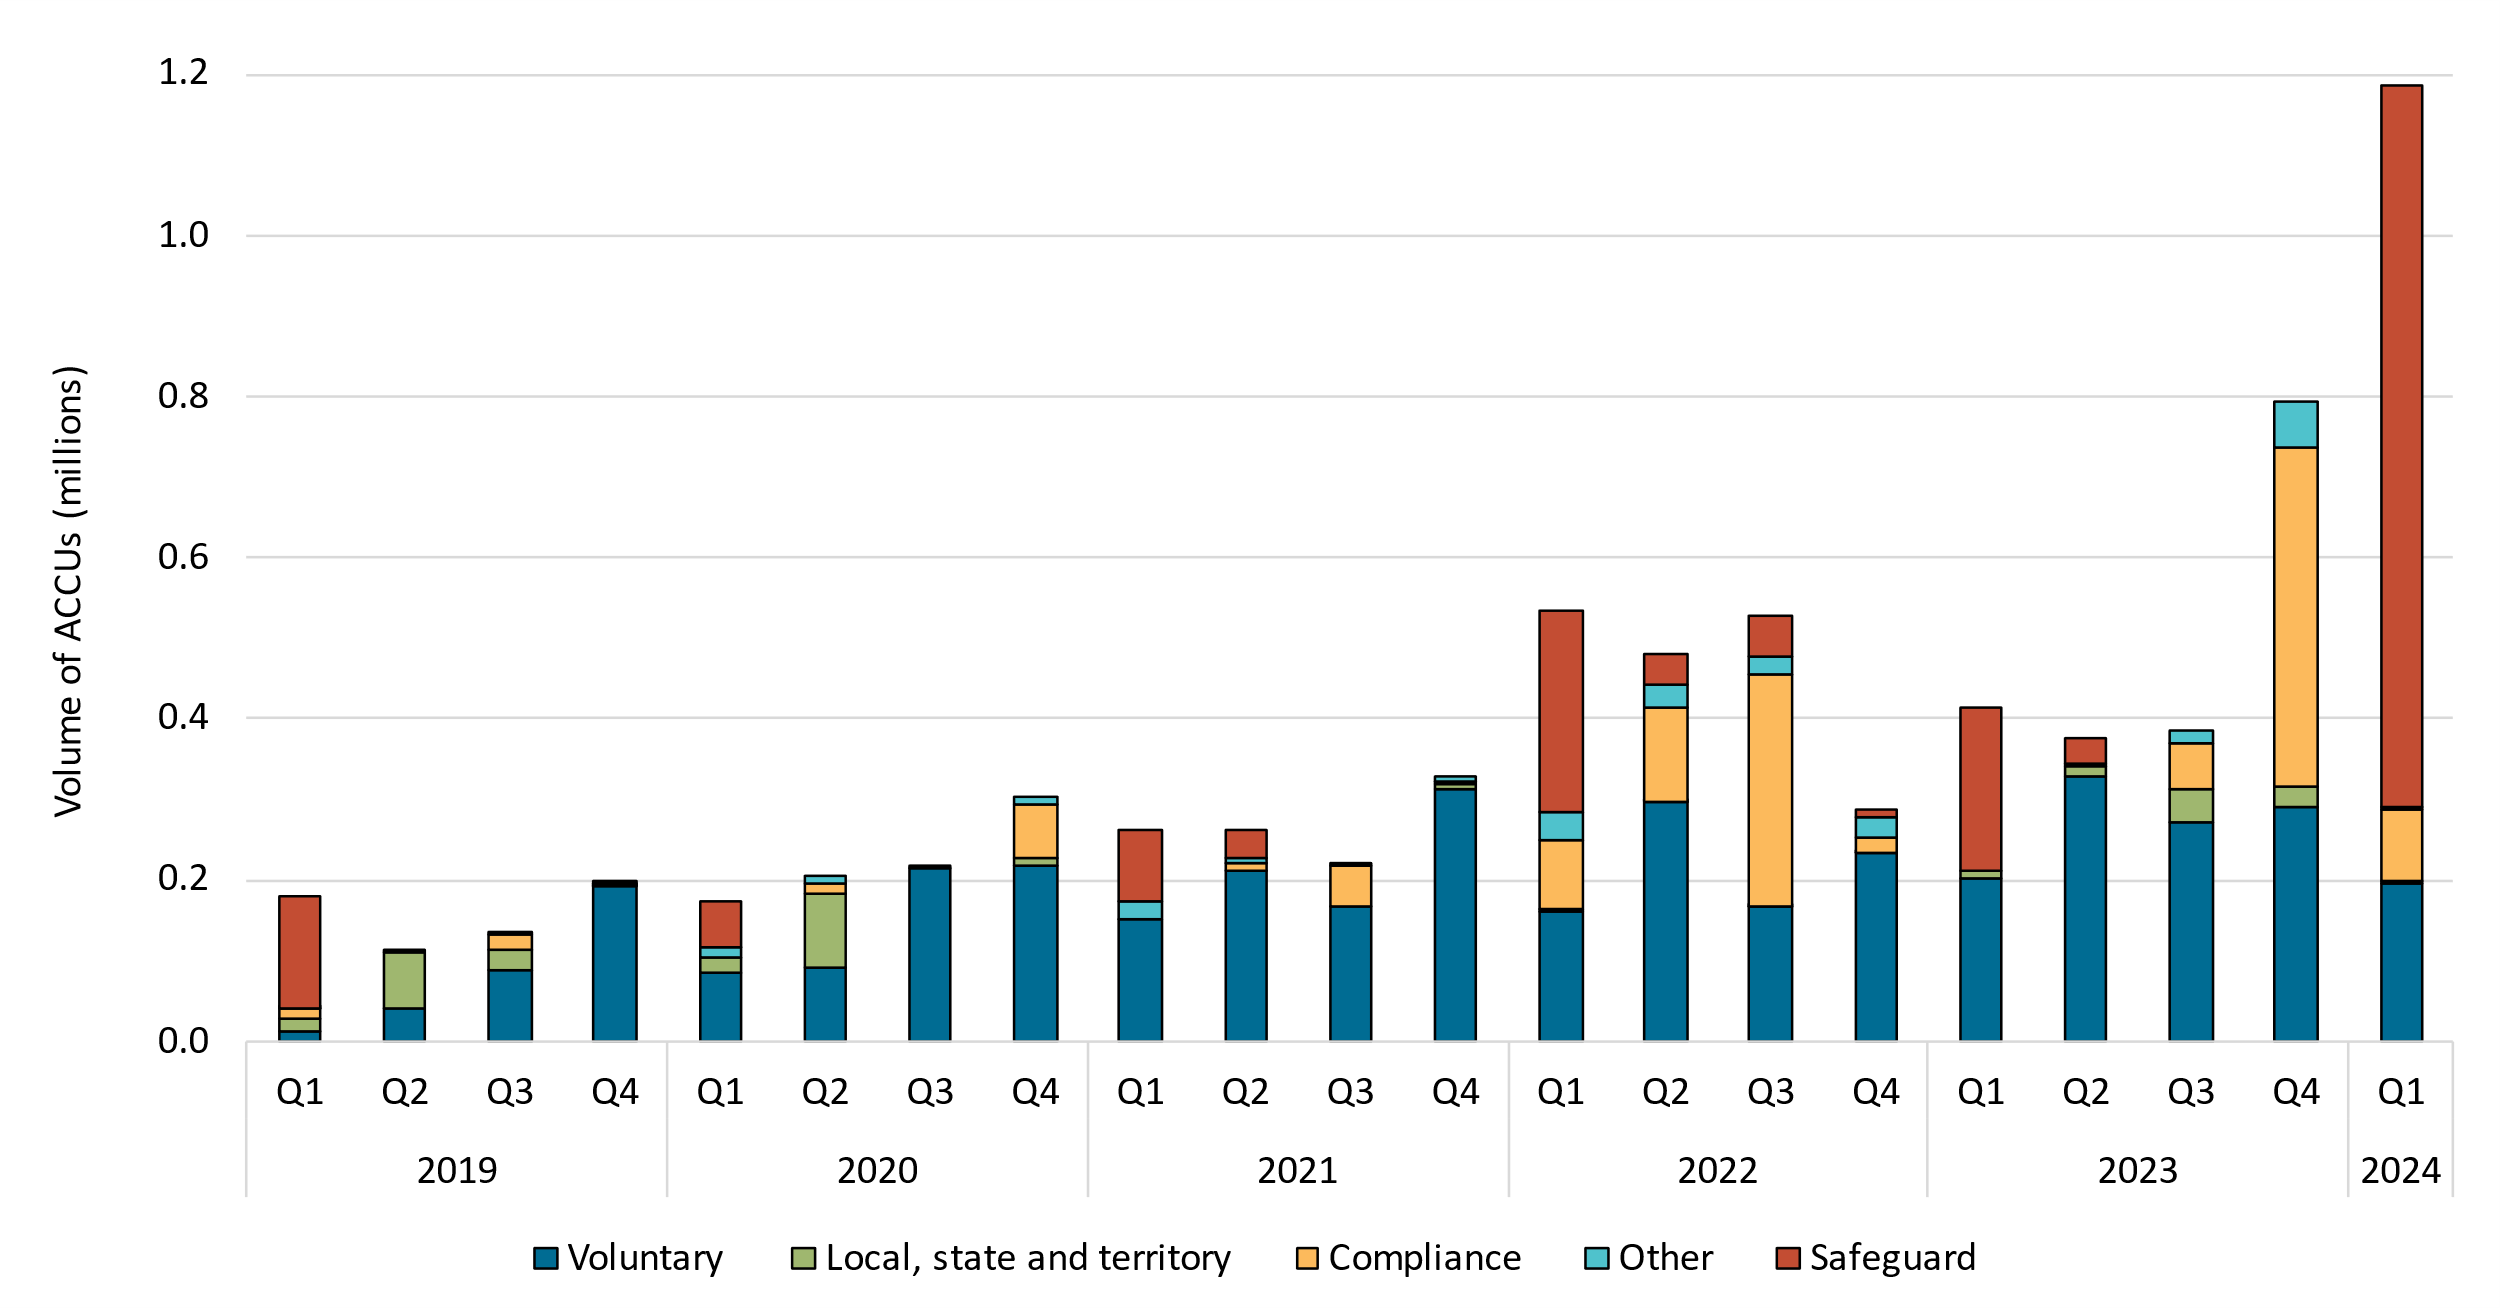 1.2
1.0
0.8
0.6
0.4
0.2
0.0
Volume of ACCUs (millions)
Q1 Q2 Q3 Q4 Q1 Q2 Q3 Q4 Q1 Q2 Q3 Q4 Q1 Q2 Q3 Q4 Q1 Q2 Q3 Q4 Q1
2019 2020 2021 2022 2023 2024
Voluntary Local, state and territory Compliance Other Safeguard